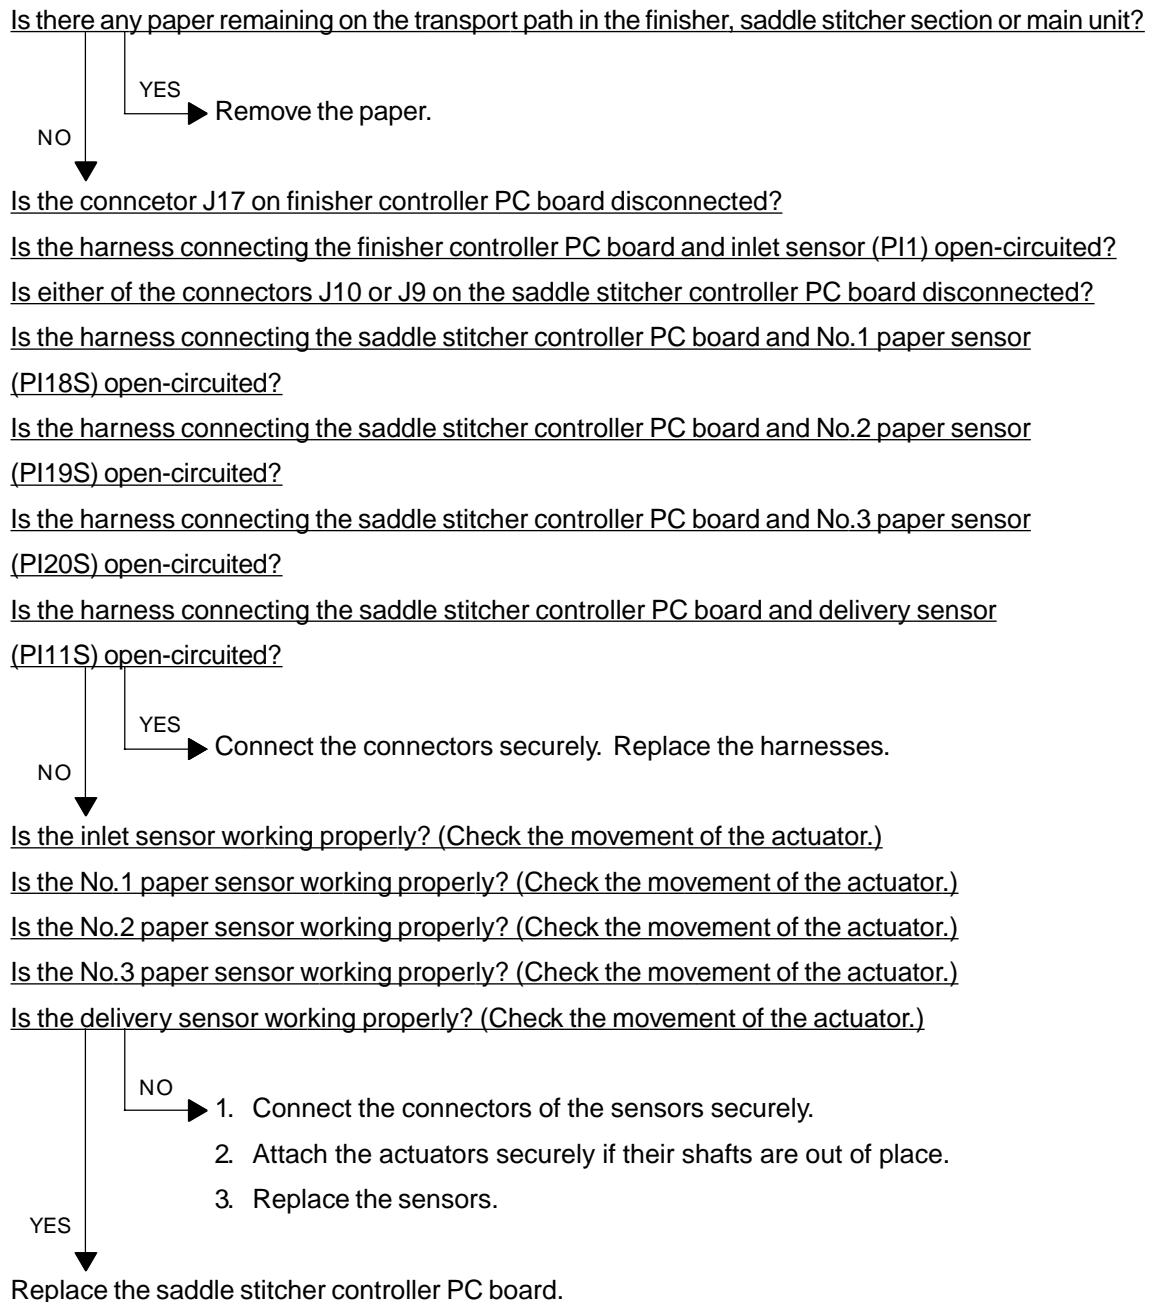 Is there any paper remaining on the transport path in the finisher, saddle stitcher section or main unit?
YES
Remove the paper.
NO
Is the conncetor J17 on finisher controller PC board disconnected?
Is the harness connecting the finisher controller PC board and inlet sensor (PI1) open-circuited?
Is either of the connectors J10 or J9 on the saddle stitcher controller PC board disconnected?
Is the harness connecting the saddle stitcher controller PC board and No.1 paper sensor
(PI18S) open-circuited?
Is the harness connecting the saddle stitcher controller PC board and No.2 paper sensor
(PI19S) open-circuited?
Is the harness connecting the saddle stitcher controller PC board and No.3 paper sensor
(PI20S) open-circuited?
Is the harness connecting the saddle stitcher controller PC board and delivery sensor
(PI11S) open-circuited?
YES
Connect the connectors securely. Replace the harnesses.
NO
Is the inlet sensor working properly? (Check the movement of the actuator.)
Is the No.1 paper sensor working properly? (Check the movement of the actuator.)
Is the No.2 paper sensor working properly? (Check the movement of the actuator.)
Is the No.3 paper sensor working properly? (Check the movement of the actuator.)
Is the delivery sensor working properly? (Check the movement of the actuator.)
NO
1. Connect the connectors of the sensors securely.
2. Attach the actuators securely if their shafts are out of place.
3. Replace the sensors.
YES
Replace the saddle stitcher controller PC board.